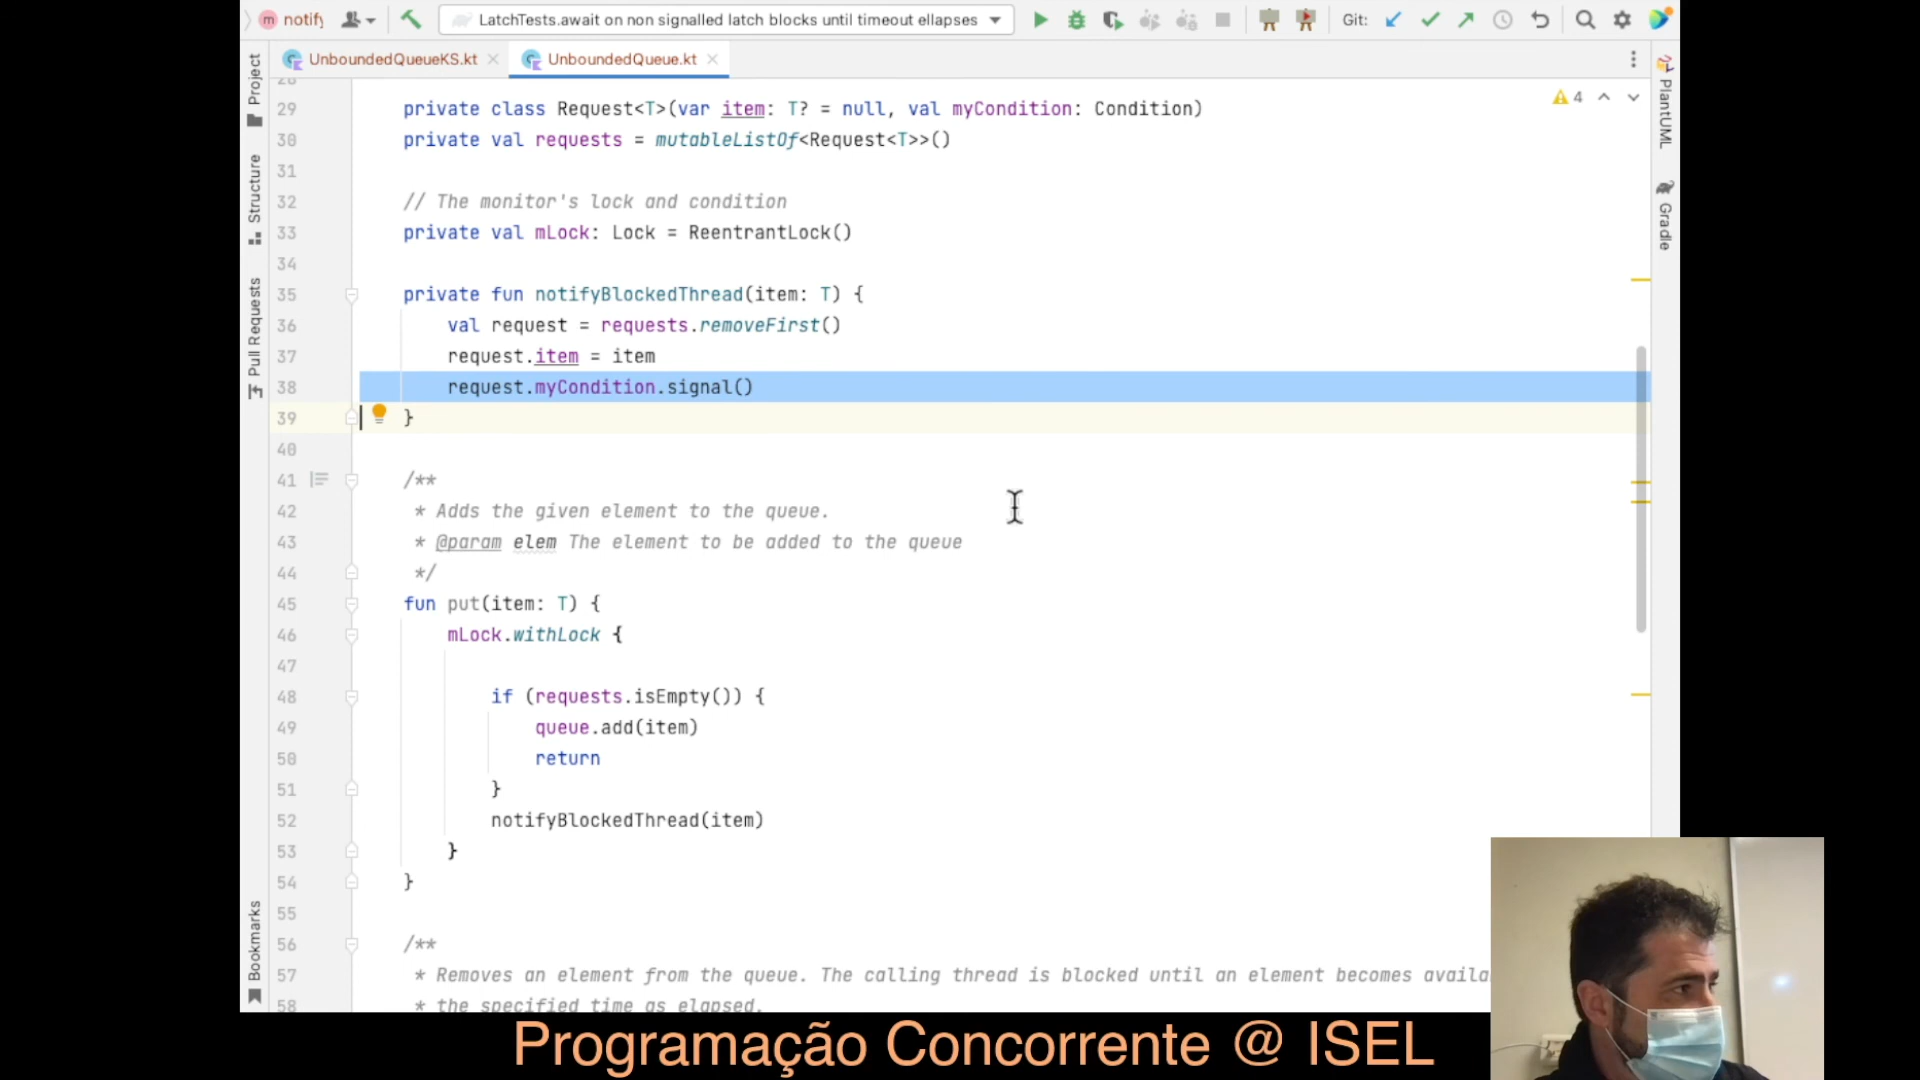 notify
LatchTests.await on non signalled latch blocks until timeout ellapses
Git:
UnboundedQueueKS.kt
UnboundedQueue.kt
Project
Structure
Pull Requests
Bookmarks
PlantUML
Gradle
4
28
29 private class Request<T>(var item: T? = null, val myCondition: Condition)
30 private val requests = mutableListOf<Request<T>>()
31
32 // The monitor's lock and condition
33 private val mLock: Lock = ReentrantLock()
34
35 private fun notifyBlockedThread(item: T) {
36 val request = requests.removeFirst()
37 request.item = item
38 request.myCondition.signal()
39 }
40
41 /**
42 * Adds the given element to the queue.
43 * @param elem The element to be added to the queue
44 */
45 fun put(item: T) {
46 mLock.withLock {
47
48 if (requests.isEmpty()) {
49 queue.add(item)
50 return
51 }
52 notifyBlockedThread(item)
53 }
54 }
55
56 /**
57 * Removes an element from the queue. The calling thread is blocked until an element becomes availa
58 * the specified time as elapsed.
Programação Concorrente @ ISEL